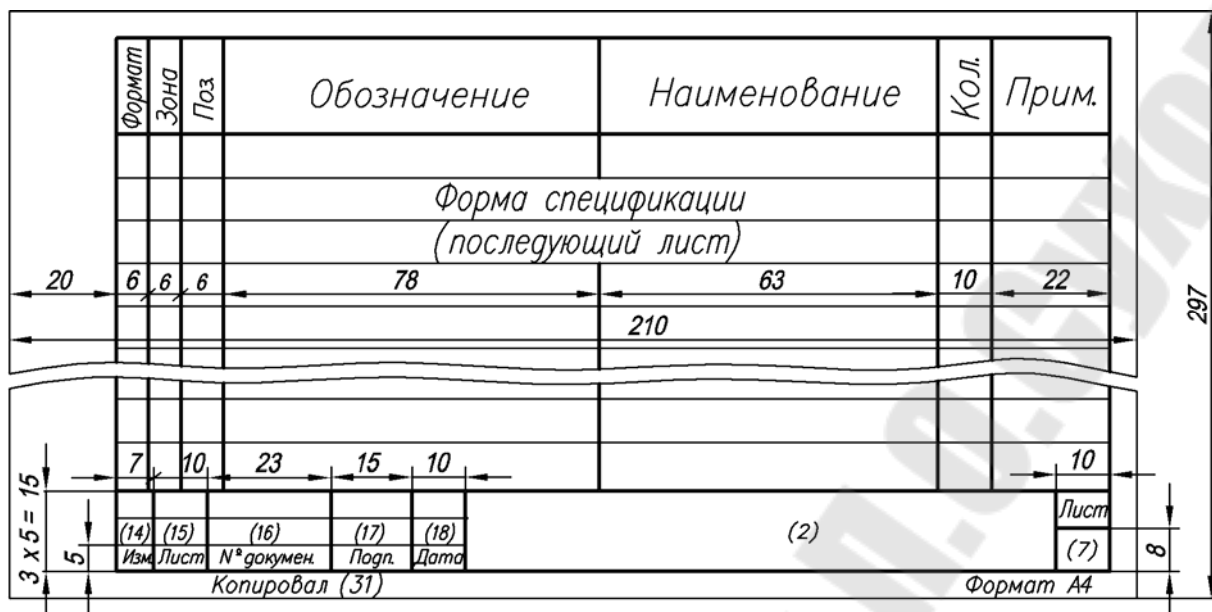 Формат Зона Поз. Обозначение Наименование Кол. Прим.
Форма спецификации
(последующий лист)
20 6 6 6 78 63 10 22
210
297
7 10 23 15 10 10
3 x 5 = 15
5
(14) (15) (16) (17) (18) (2) Лист
Изм Лист № докумен. Подп. Дата (7)
8
Копировал (31) Формат А4